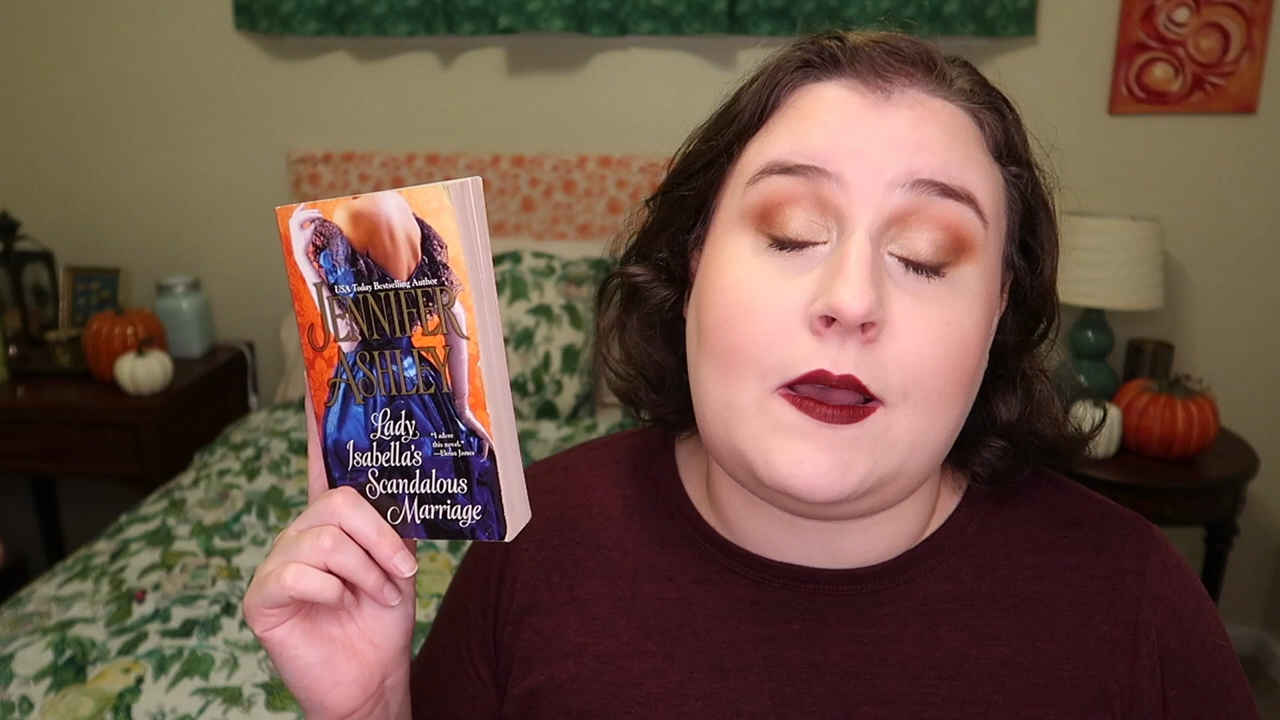 USA Today Bestselling Author
JENNIFER
ASHLEY
Lady
Isabella's
Scandalous
Marriage
"I adore
this novel."
—Eloisa James